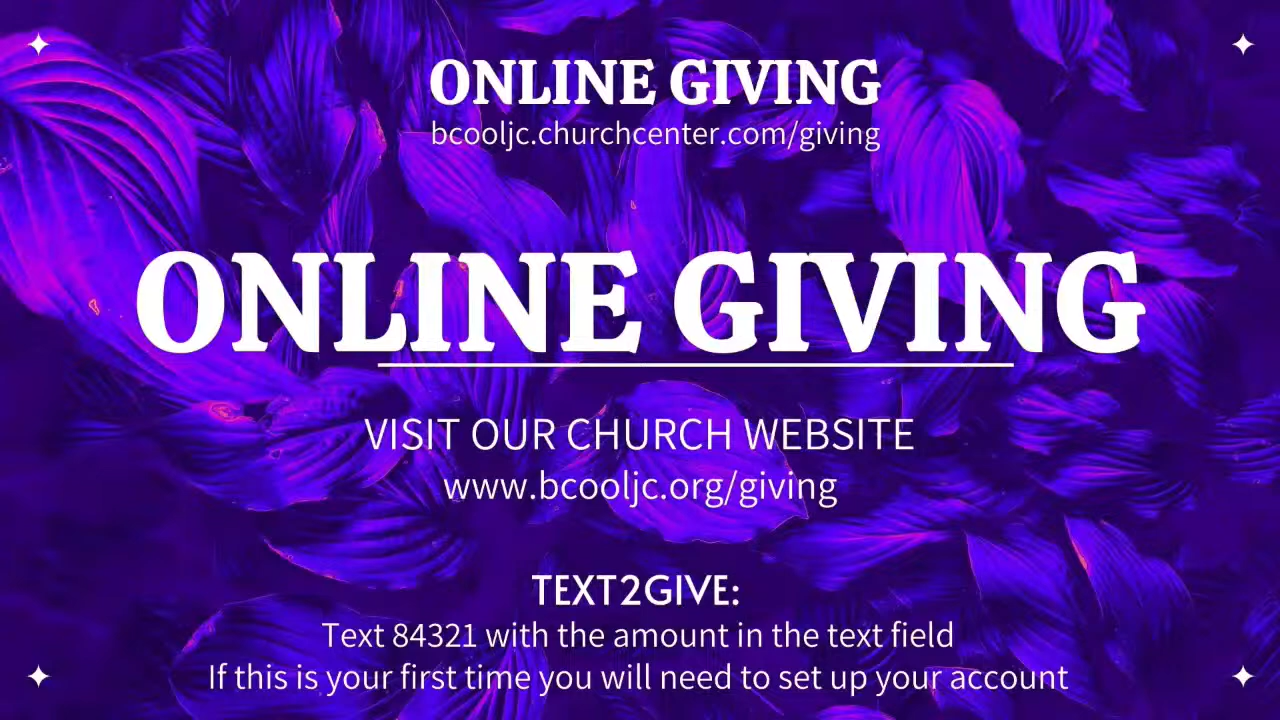 ONLINE GIVING
bcooljc.churchcenter.com/giving
ONLINE GIVING
VISIT OUR CHURCH WEBSITE
www.bcooljc.org/giving
TEXT2GIVE:
Text 84321 with the amount in the text field
If this is your first time you will need to set up your account